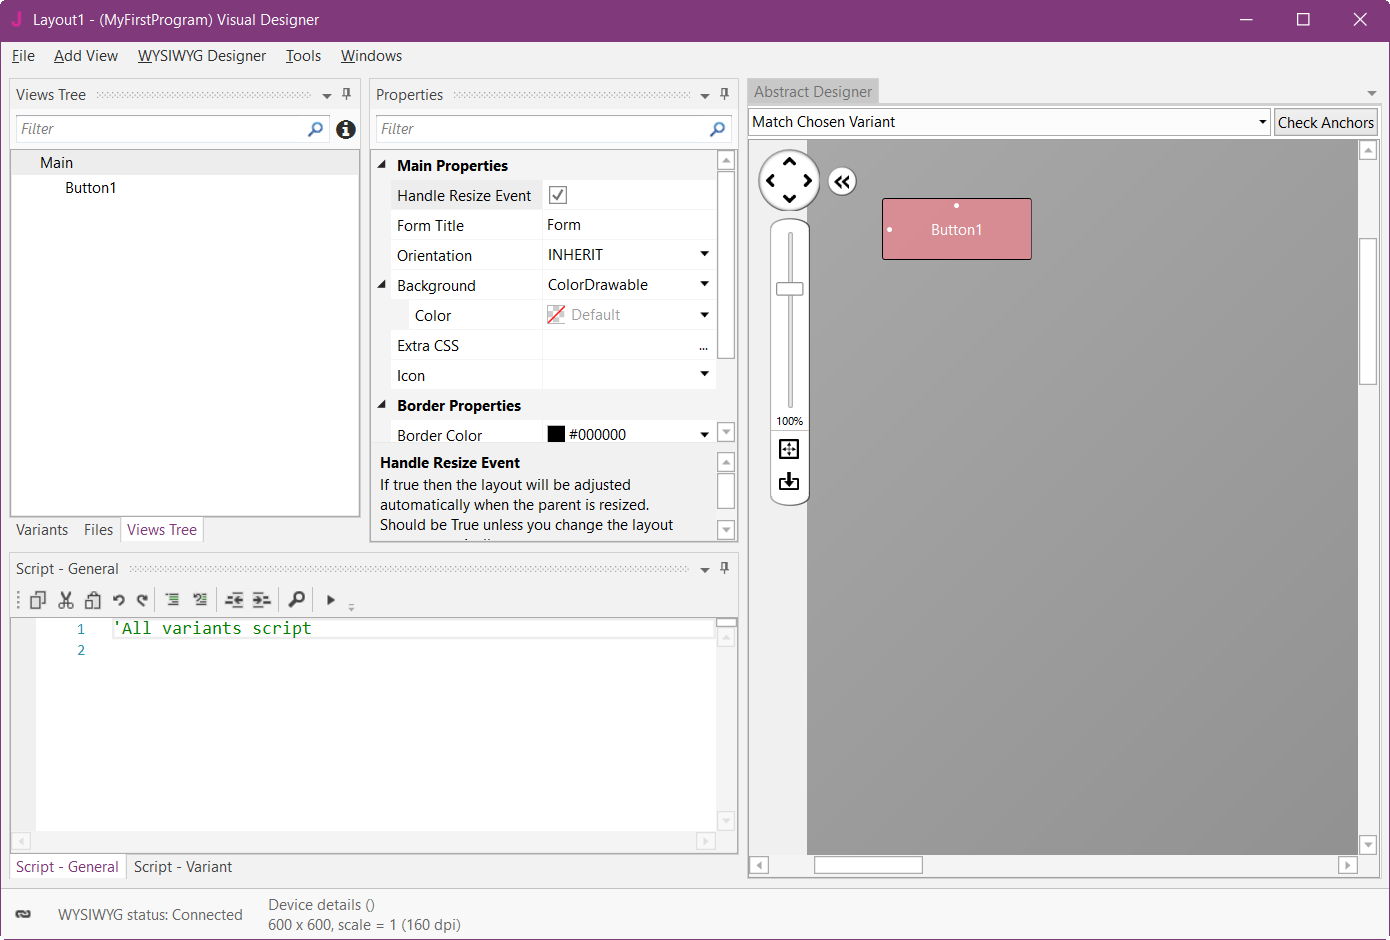 Layout1 - (MyFirstProgram) Visual Designer
File Add View WYSIWYG Designer Tools Windows
Views Tree
Filter
Main
Button1
Variants Files Views Tree
Properties
Filter
Main Properties
Handle Resize Event
Form Title Form
Orientation INHERIT
Background ColorDrawable
Color Default
Extra CSS ...
Icon
Border Properties
Border Color #000000
Handle Resize Event
If true then the layout will be adjusted
automatically when the parent is resized.
Should be True unless you change the layout
Abstract Designer
Match Chosen Variant Check Anchors
Button1
100%
Script - General
1 'All variants script
2
Script - General Script - Variant
WYSIWYG status: Connected
Device details ()
600 x 600, scale = 1 (160 dpi)